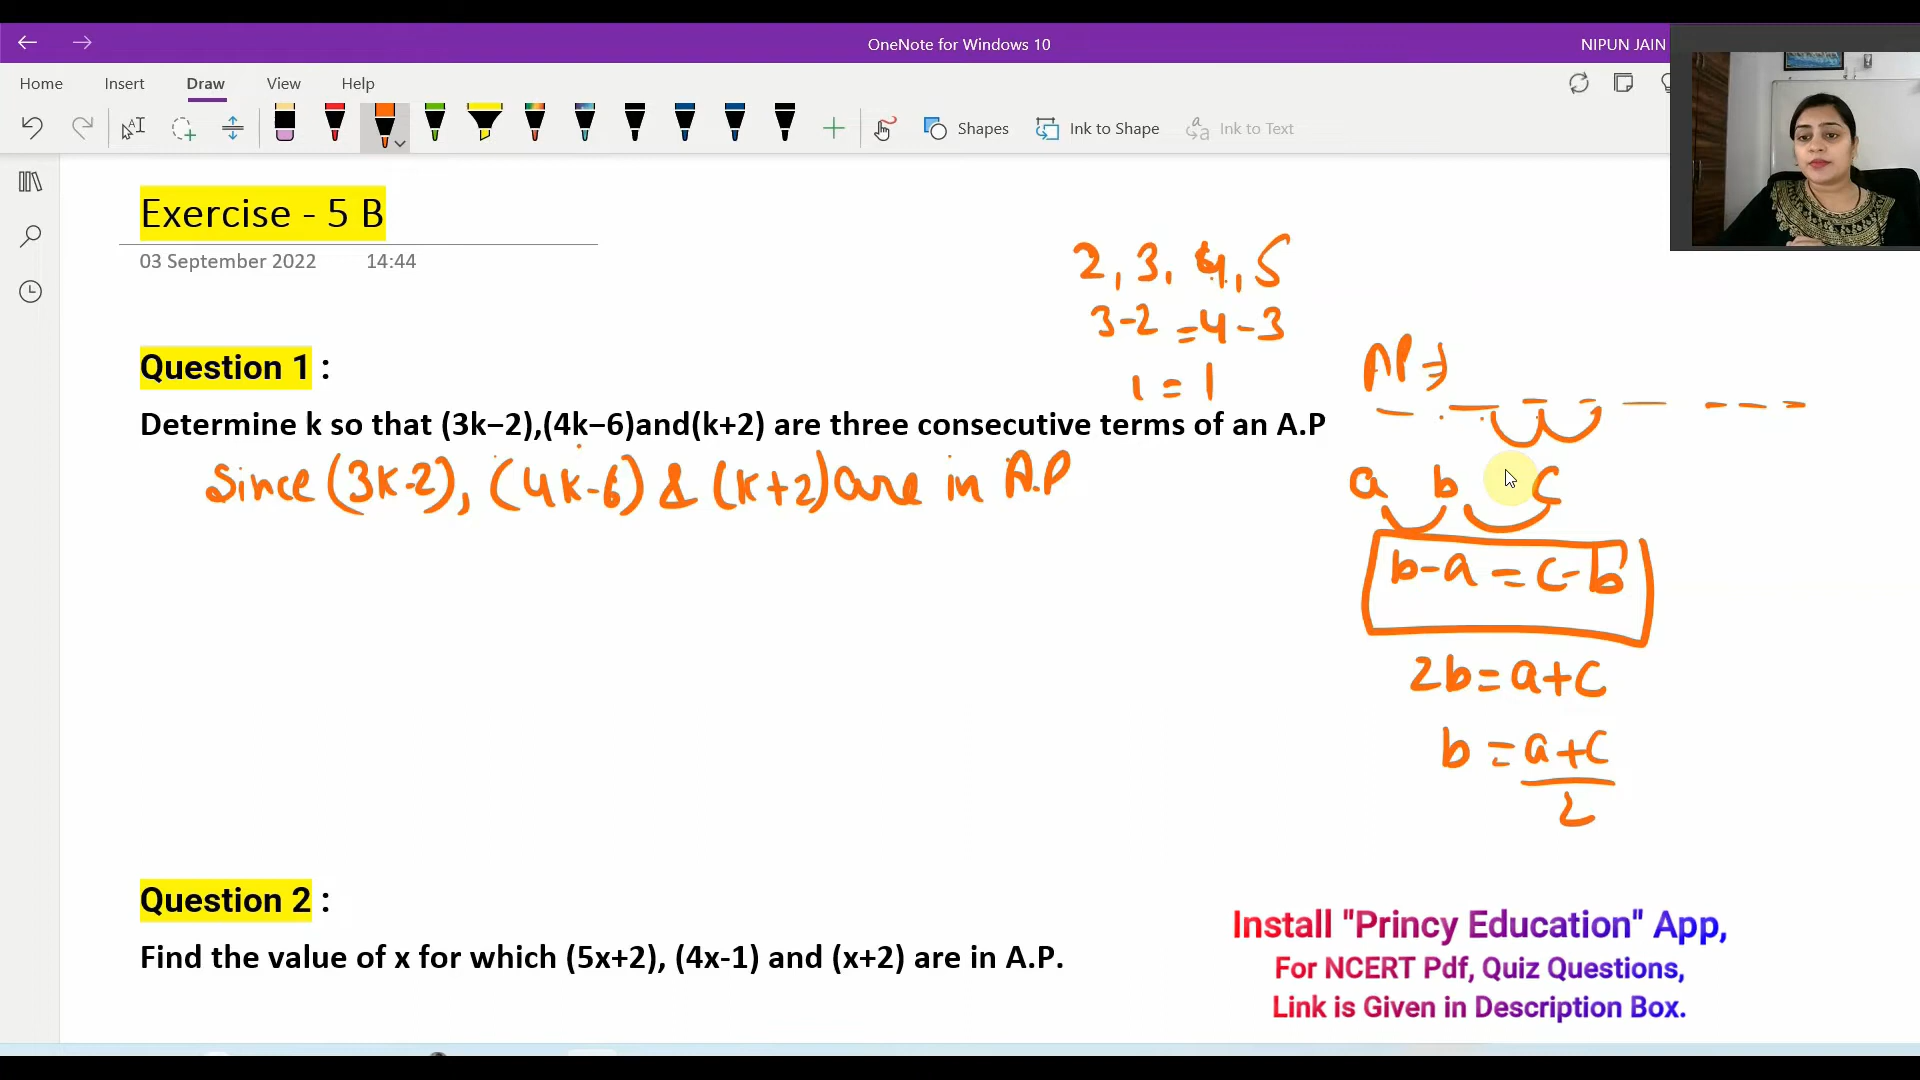 OneNote for Windows 10
NIPUN JAIN
Home Insert Draw View Help
Shapes Ink to Shape Ink to Text
Exercise - 5 B
03 September 2022 14:44
2, 3, 4, 5
3-2 = 4-3
1 = 1
AP ⇒
Question 1 :
Determine k so that (3k−2),(4k−6)and(k+2) are three consecutive terms of an A.P
Since (3k-2), (4k-6) & (k+2) are in A.P
a b c
b-a = c-b
2b = a+c
b = a+c
2
Question 2 :
Find the value of x for which (5x+2), (4x-1) and (x+2) are in A.P.
Install "Princy Education" App,
For NCERT Pdf, Quiz Questions,
Link is Given in Description Box.